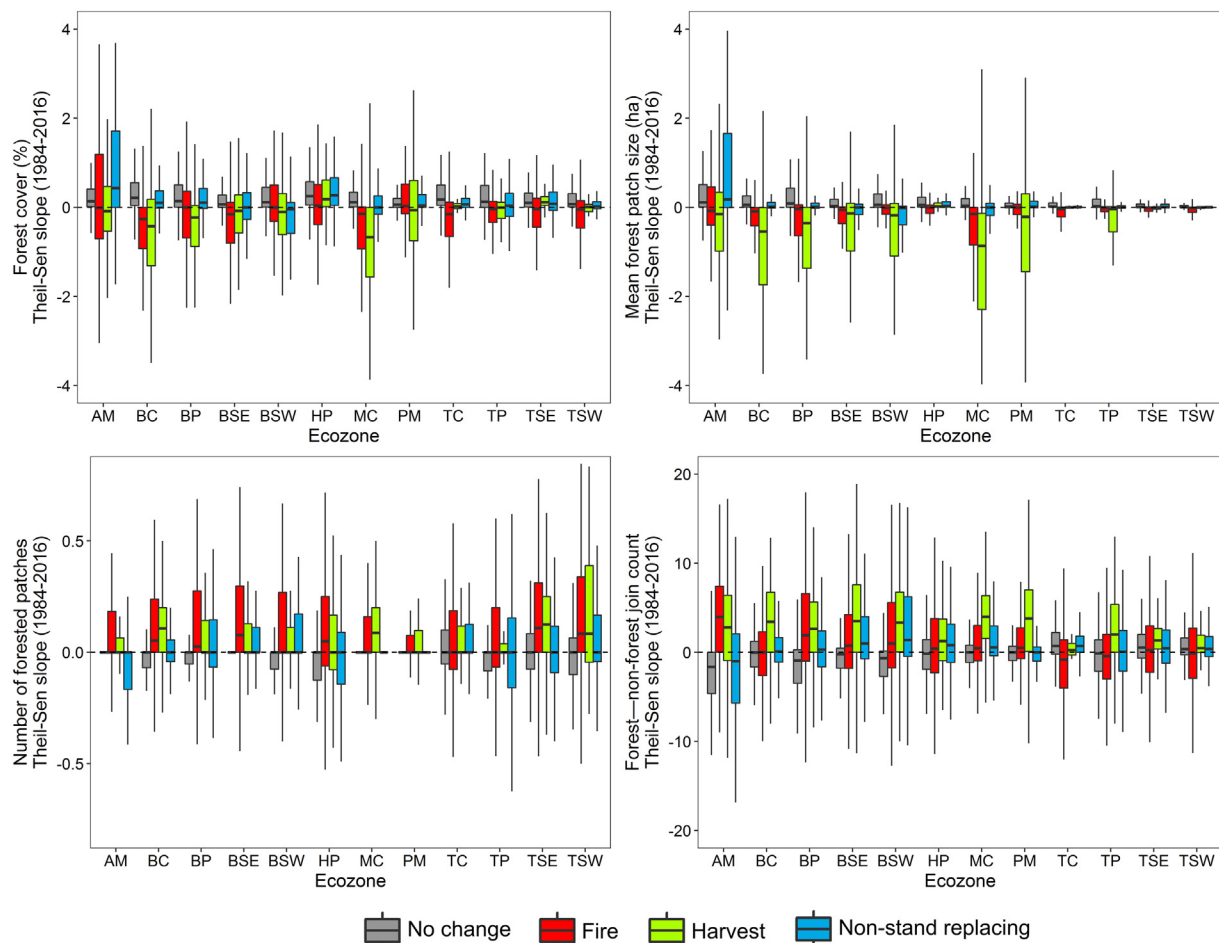 Forest cover (%)
Theil-Sen slope (1984-2016)
4
2
0
-2
-4
AM BC BP BSE BSW HP MC PM TC TP TSE TSW
Ecozone
Mean forest patch size (ha)
Theil-Sen slope (1984-2016)
4
2
0
-2
-4
AM BC BP BSE BSW HP MC PM TC TP TSE TSW
Ecozone
Number of forested patches
Theil-Sen slope (1984-2016)
0.5
0.0
-0.5
AM BC BP BSE BSW HP MC PM TC TP TSE TSW
Ecozone
Forest—non-forest join count
Theil-Sen slope (1984-2016)
20
10
0
-10
-20
AM BC BP BSE BSW HP MC PM TC TP TSE TSW
Ecozone
No change Fire Harvest Non-stand replacing